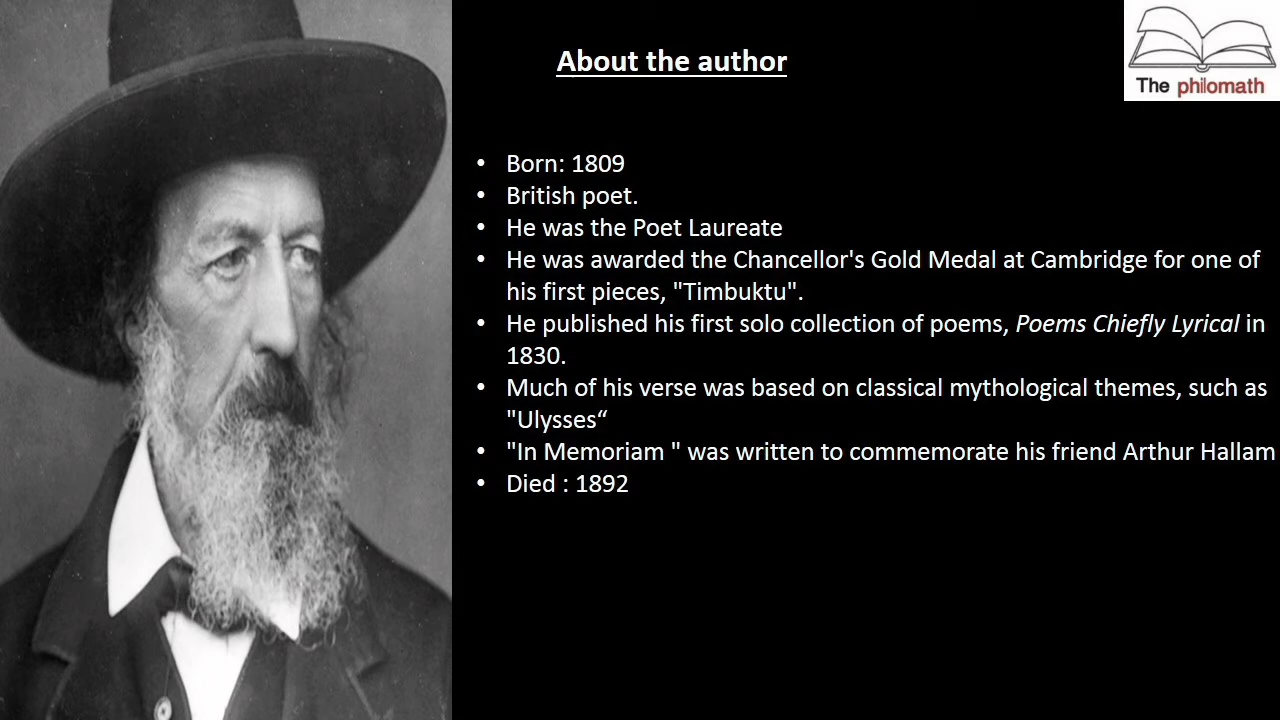 About the author
The philomath
• Born: 1809
• British poet.
• He was the Poet Laureate
• He was awarded the Chancellor's Gold Medal at Cambridge for one of
his first pieces, "Timbuktu".
• He published his first solo collection of poems, Poems Chiefly Lyrical in
1830.
• Much of his verse was based on classical mythological themes, such as
"Ulysses“
• "In Memoriam " was written to commemorate his friend Arthur Hallam
• Died : 1892